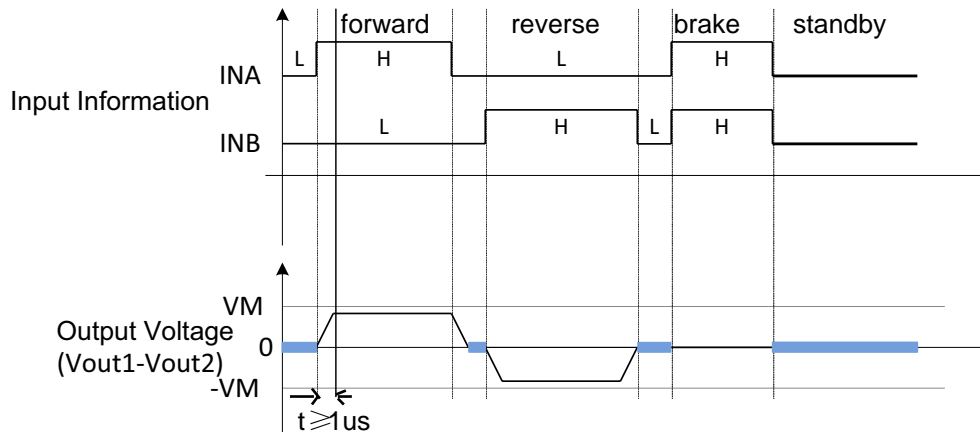 forward reverse brake standby
L H L H
INA
Input Information
L H L H
INB
VM
Output Voltage
(Vout1-Vout2)
0
-VM
t ⩾1us